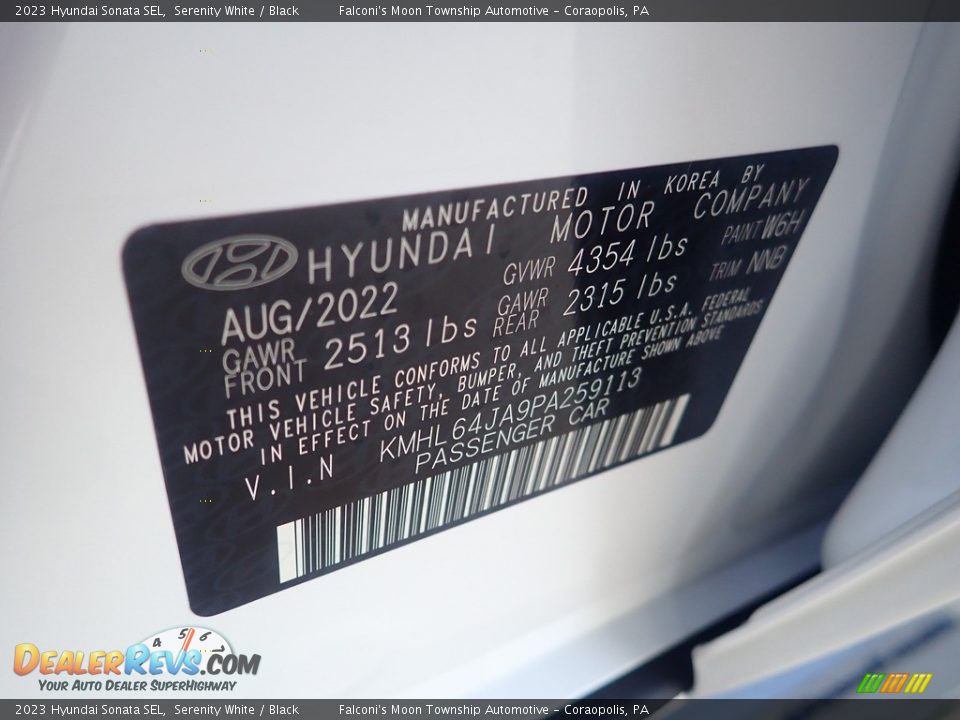 2023 Hyundai Sonata SEL,  Serenity White / Black        Falconi's Moon Township Automotive - Coraopolis, PA
MANUFACTURED IN KOREA BY
HYUNDAI MOTOR COMPANY
AUG/2022 GVWR 4354 lbs PAINT W6H
GAWR FRONT 2513 lbs GAWR REAR 2315 lbs TRIM NNB
THIS VEHICLE CONFORMS TO ALL APPLICABLE U.S.A. FEDERAL
MOTOR VEHICLE SAFETY, BUMPER, AND THEFT PREVENTION STANDARDS
IN EFFECT ON THE DATE OF MANUFACTURE SHOWN ABOVE
V.I.N KMHL64JA9PA259113
PASSENGER CAR
4 5 6
DEALERREVS.COM
YOUR AUTO DEALER SUPERHIGHWAY
2023 Hyundai Sonata SEL,  Serenity White / Black        Falconi's Moon Township Automotive - Coraopolis, PA